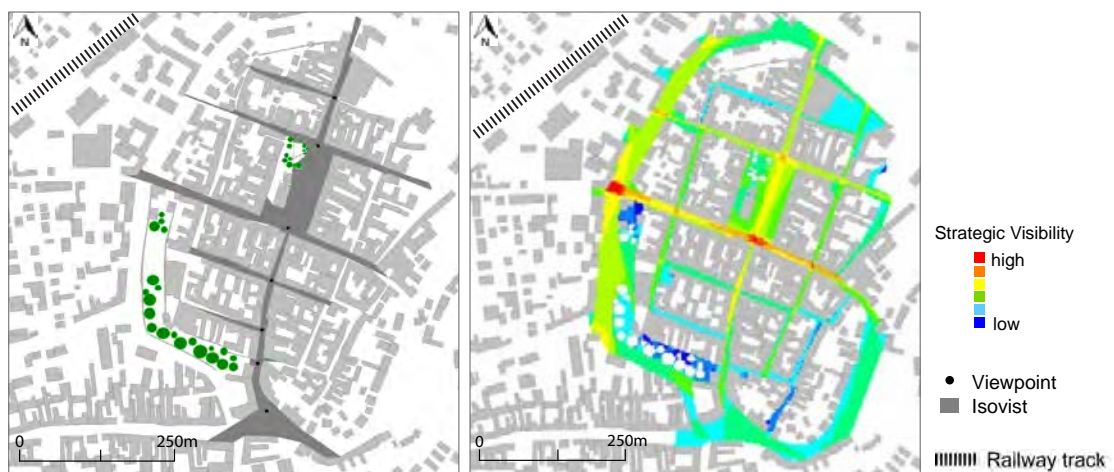 N
0
250m
N
0
250m
Strategic Visibility
high
low
Viewpoint
Isovist
Railway track